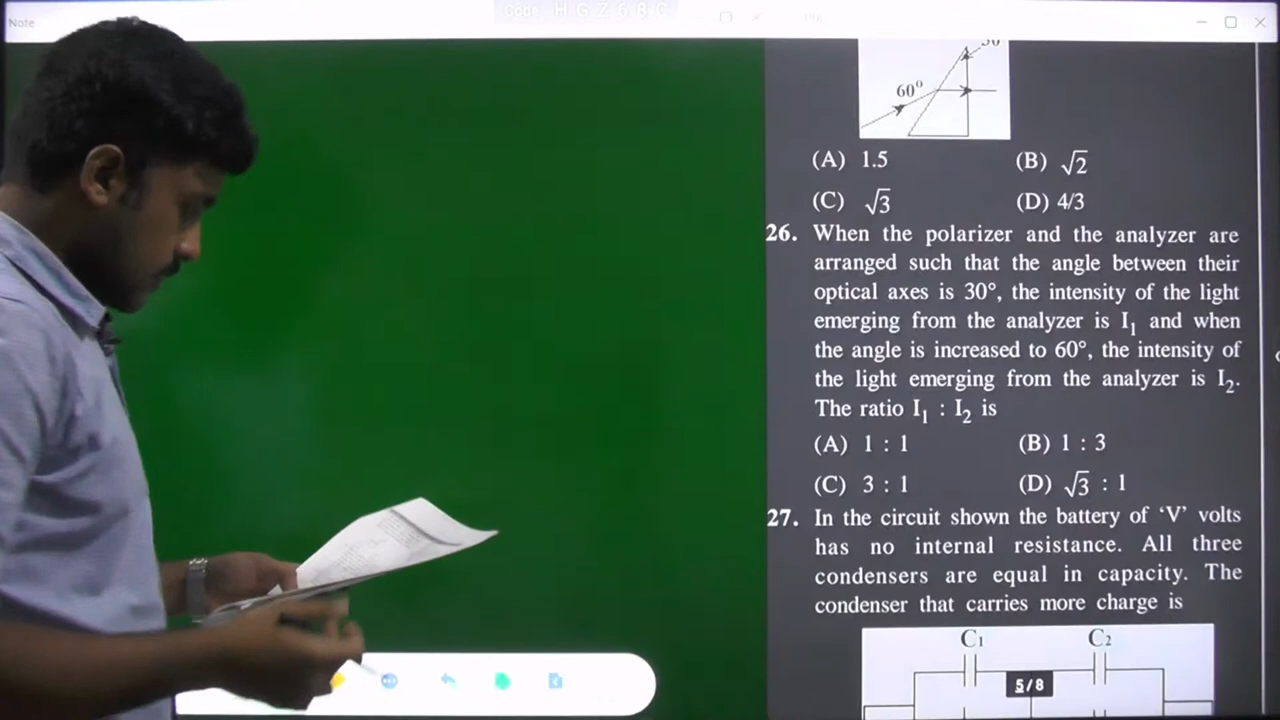 Note
Code: H G Z 6 8 C
60°
(A) 1.5
(B) √2
(C) √3
(D) 4/3
26. When the polarizer and the analyzer are
arranged such that the angle between their
optical axes is 30°, the intensity of the light
emerging from the analyzer is I₁ and when
the angle is increased to 60°, the intensity of
the light emerging from the analyzer is I₂.
The ratio I₁ : I₂ is
(A) 1 : 1
(B) 1 : 3
(C) 3 : 1
(D) √3 : 1
27. In the circuit shown the battery of ‘V’ volts
has no internal resistance. All three
condensers are equal in capacity. The
condenser that carries more charge is
C₁
C₂
5/8